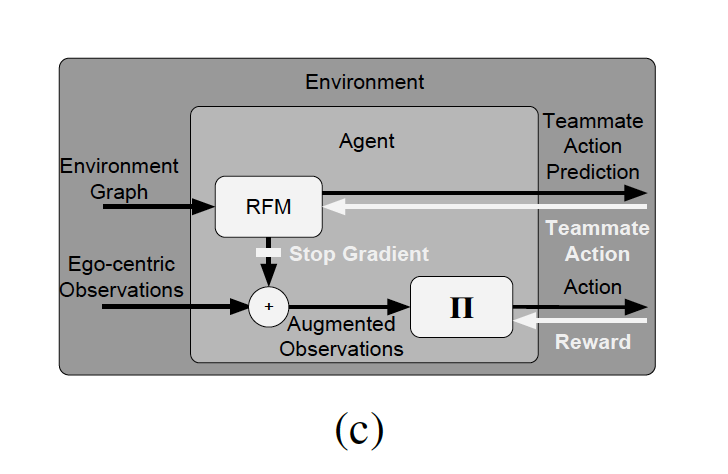 Environment
Agent
Teammate
Action
Prediction
Environment
Graph
RFM
Teammate
Action
Stop Gradient
Ego-centric
Observations
+
Augmented
Observations
Π
Action
Reward
(c)